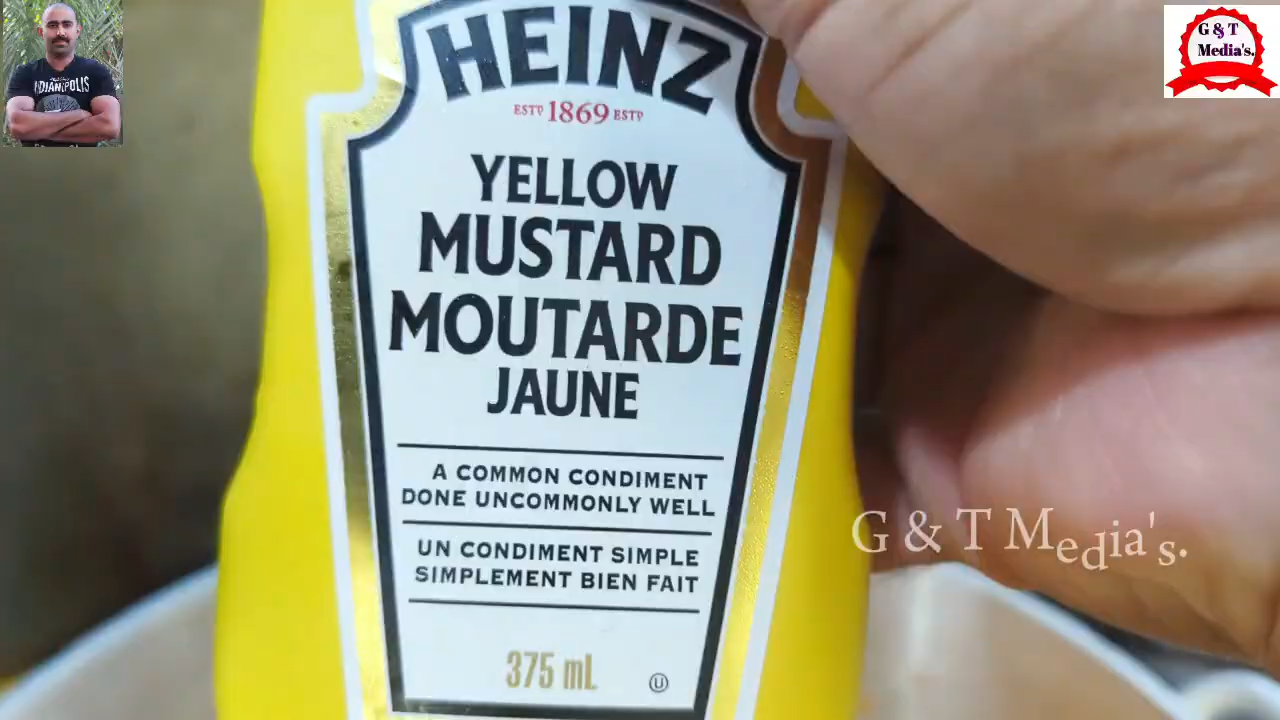 INDIANAPOLIS
G & T
Media's.
HEINZ
ESTD 1869 ESTD
YELLOW
MUSTARD
MOUTARDE
JAUNE
A COMMON CONDIMENT
DONE UNCOMMONLY WELL
UN CONDIMENT SIMPLE
SIMPLEMENT BIEN FAIT
375 mL
U
G & T Media's.